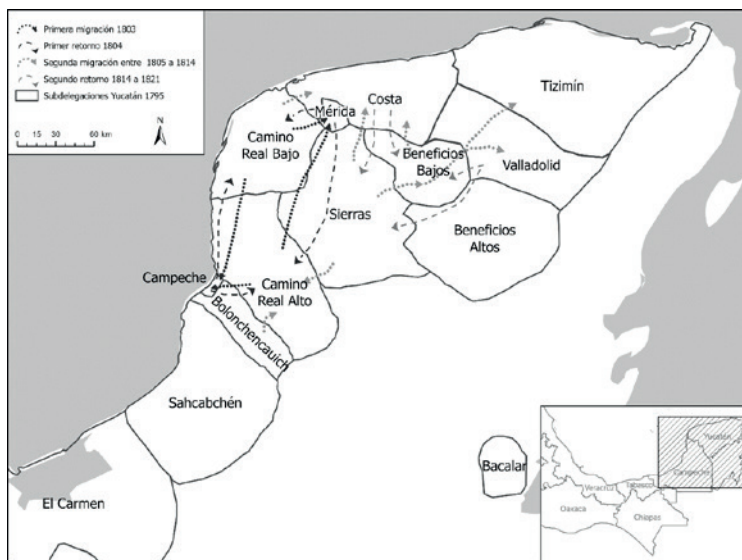 Primera migración 1803
Primer retorno 1804
Segunda migración entre 1805 a 1814
Segundo retorno 1814 a 1821
Subdelegaciones Yucatán 1795
0 15 30 60 km
N
Tizimín
Costa
Mérida
Camino
Real Bajo
Beneficios
Bajos
Valladolid
Sierras
Beneficios
Altos
Campeche
Camino
Real Alto
Bolonchencauich
Sahcabchén
El Carmen
Bacalar
Yucatán
Campeche
Veracruz
Tabasco
Oaxaca
Chiapas